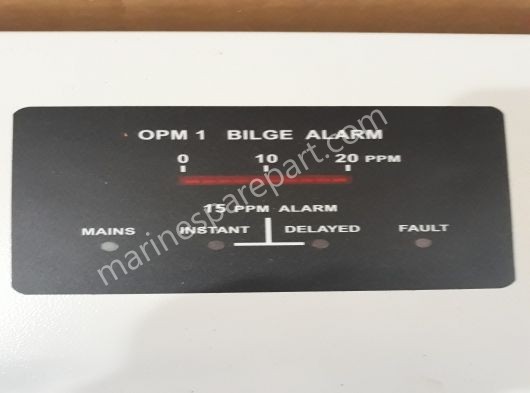 OPM 1 BILGE ALARM
0 10 20 PPM
15 PPM ALARM
MAINS INSTANT DELAYED FAULT
marinesparepart.com